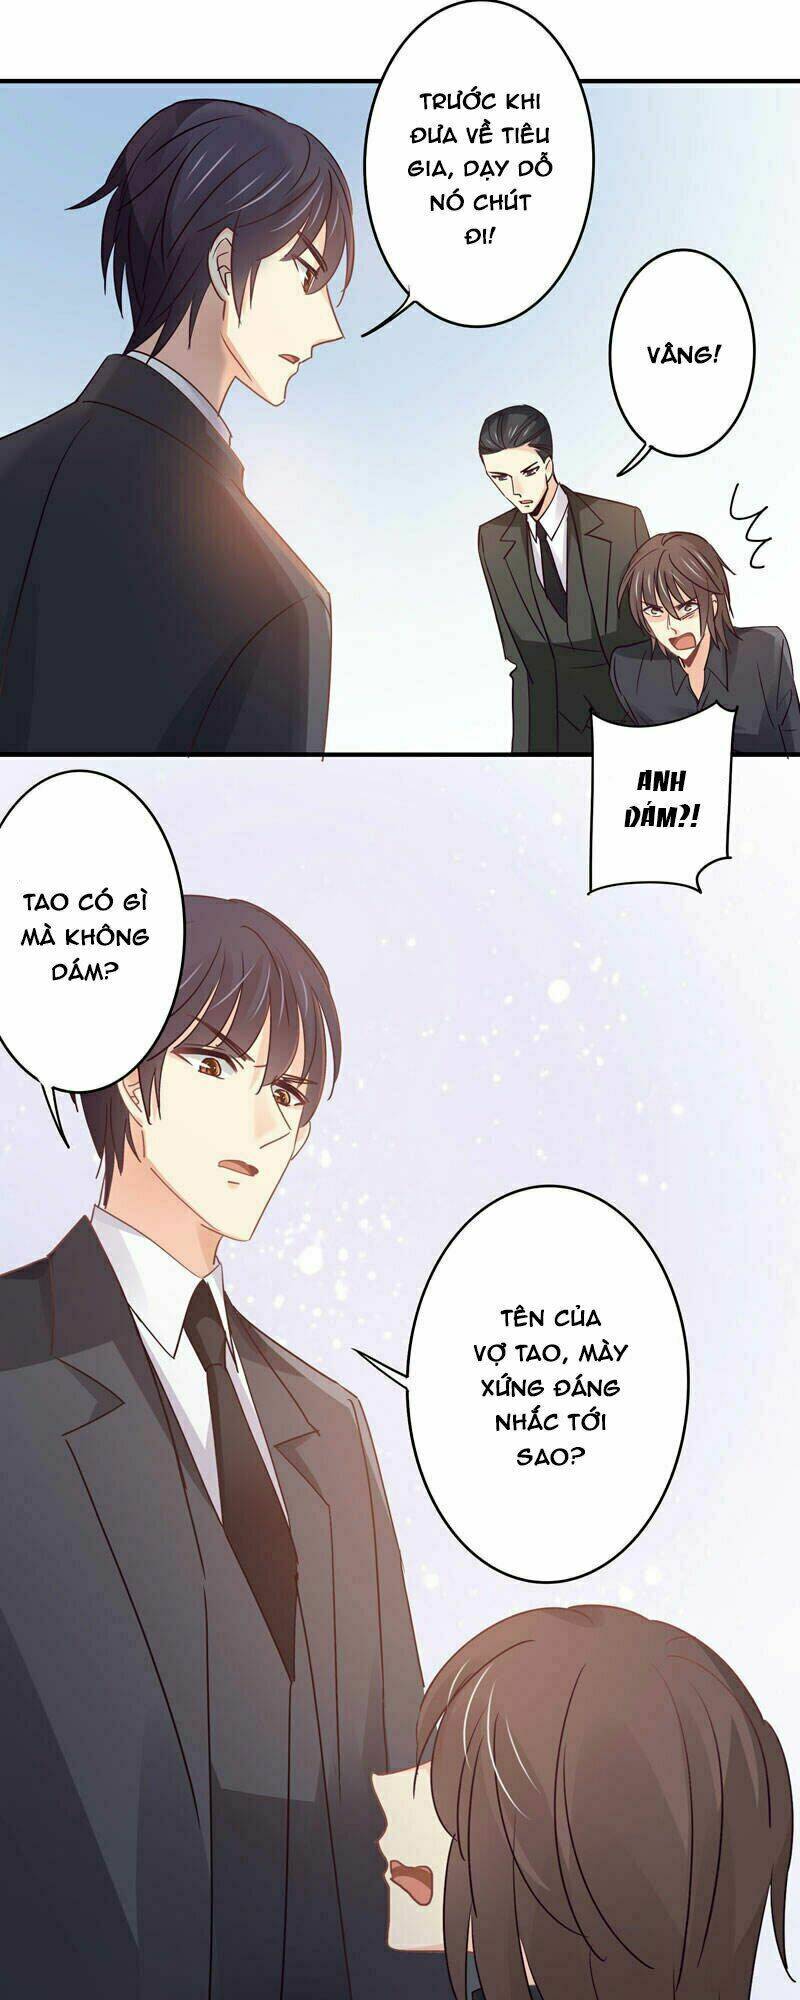 TRƯỚC KHI
ĐƯA VỀ TIÊU
GIA, DẠY DỖ
NÓ CHÚT
ĐI!
VÂNG!
ANH
DÁM?!
TAO CÓ GÌ
MÀ KHÔNG
DÁM?
TÊN CỦA
VỢ TAO, MÀY
XỨNG ĐÁNG
NHẮC TỚI
SAO?